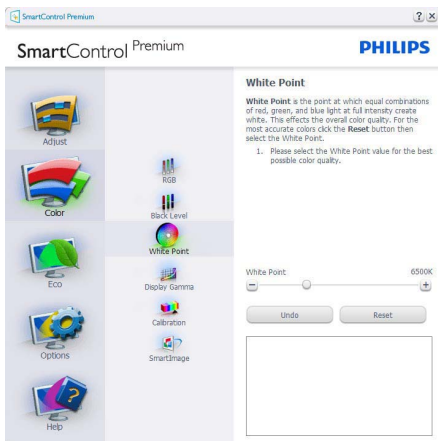 SmartControl Premium
? ×
SmartControl Premium
PHILIPS
Adjust
Color
Eco
Options
Help
RGB
Black Level
White Point
Display Gamma
Calibration
SmartImage
White Point
White Point is the point at which equal combinations
of red, green, and blue light at full intensity create
white. This effects the overall color quality. For the
most accurate colors click the Reset button then
select the White Point.
1. Please select the White Point value for the best
possible color quality.
White Point 6500K
Undo Reset